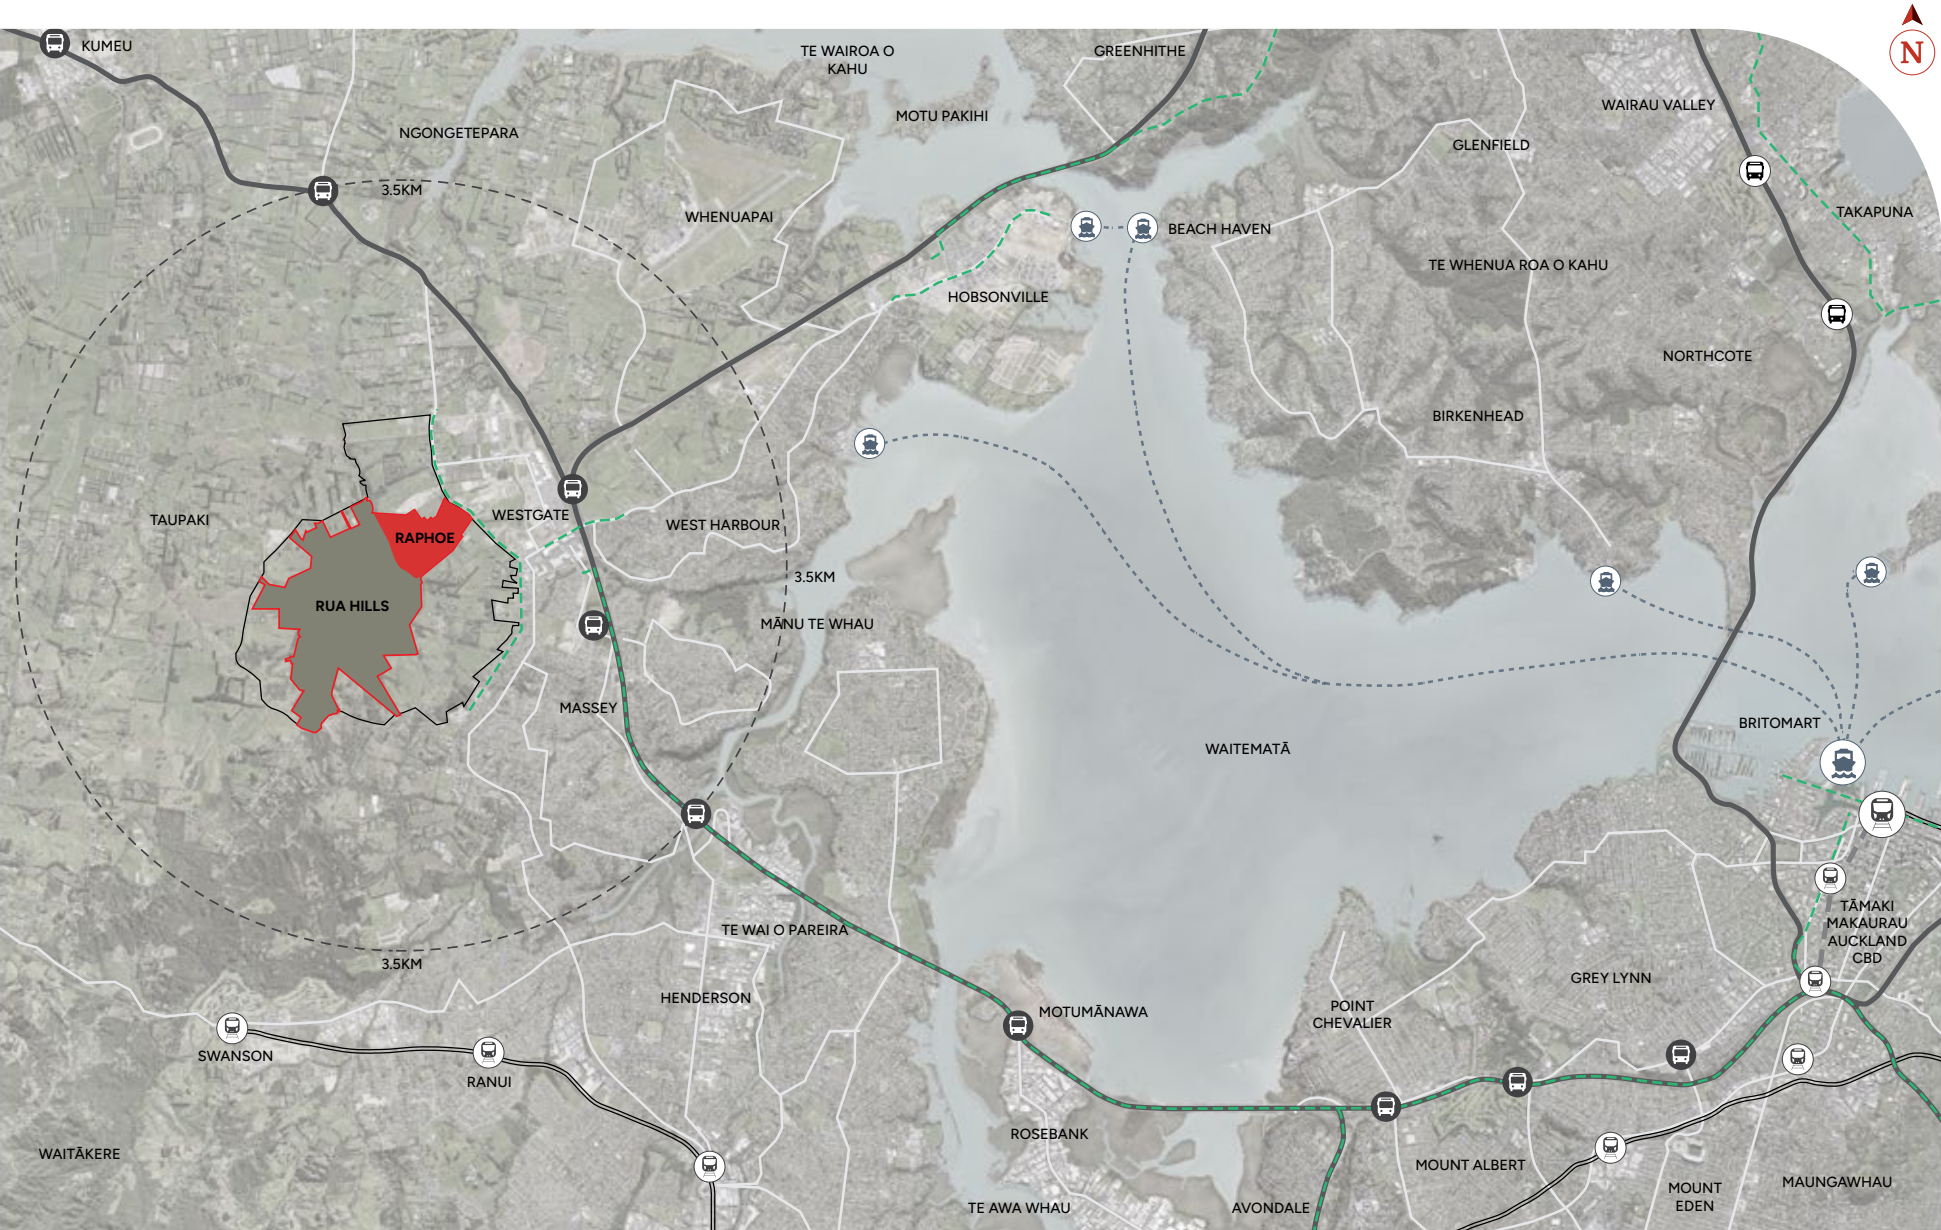 N
KUMEU
TE WAIROA O
KAHU
GREENHITHE
MOTU PAKIHI
WAIRAU VALLEY
NGONGETEPARA
GLENFIELD
3.5KM
WHENUAPAI
TAKAPUNA
BEACH HAVEN
TE WHENUA ROA O KAHU
HOBSONVILLE
NORTHCOTE
BIRKENHEAD
TAUPAKI
WESTGATE
WEST HARBOUR
RAPHOE
3.5KM
RUA HILLS
MĀNU TE WHAU
MASSEY
BRITOMART
WAITEMATĀ
TĀMAKI
MAKAURAU
AUCKLAND
CBD
TE WAI O PAREIRA
3.5KM
GREY LYNN
HENDERSON
MOTUMĀNAWA
POINT
CHEVALIER
SWANSON
RANUI
ROSEBANK
WAITĀKERE
MOUNT ALBERT
MAUNGAWHAU
MOUNT
EDEN
TE AWA WHAU
AVONDALE